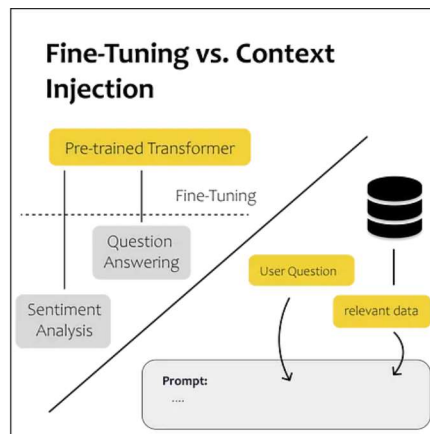 Fine-Tuning vs. Context
Injection
Pre-trained Transformer
Fine-Tuning
Question
Answering
Sentiment
Analysis
User Question
relevant data
Prompt:
....